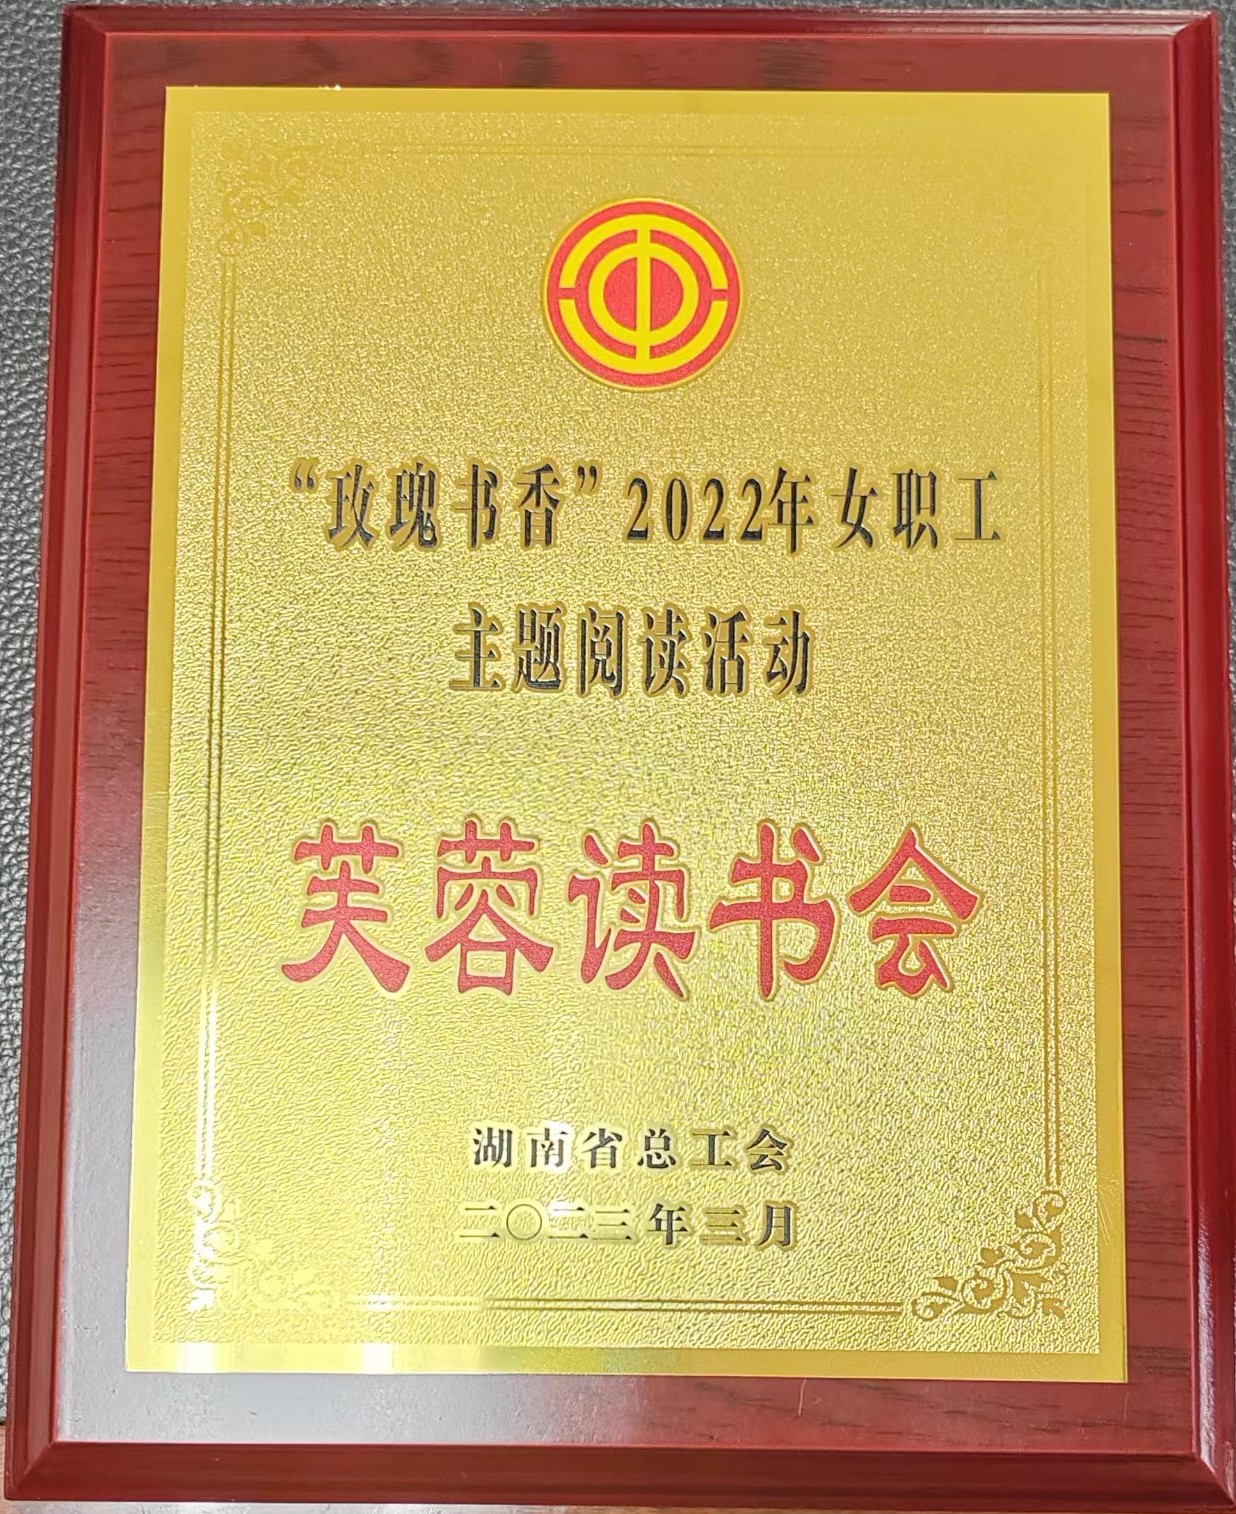 “玫瑰书香”2022年女职工
主题阅读活动
芙蓉读书会
湖南省总工会
二〇二三年三月